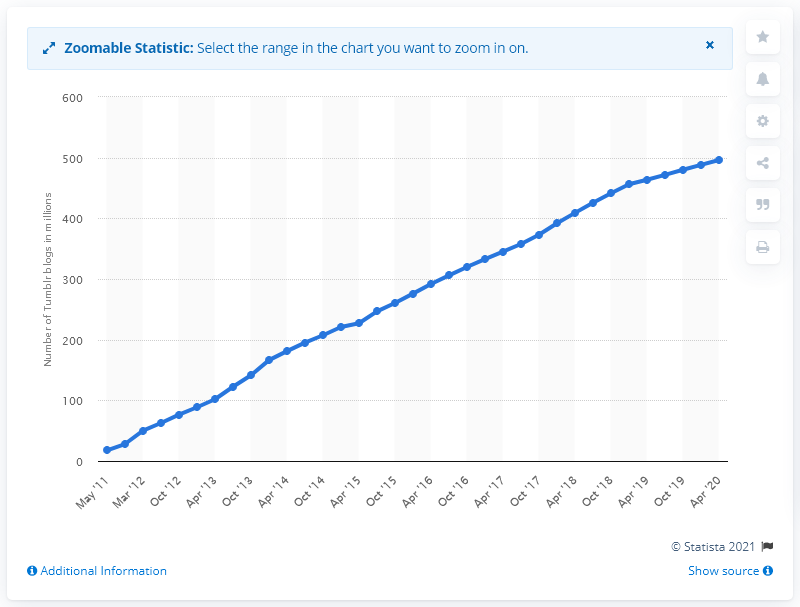 Zoomable Statistic: Select the range in the chart you want to zoom in on.
Number of Tumblr blogs in millions
600
500
400
300
200
100
0
May '11
Mar '12
Oct '12
Apr '13
Oct '13
Apr '14
Oct '14
Apr '15
Oct '15
Apr '16
Oct '16
Apr '17
Oct '17
Apr '18
Oct '18
Apr '19
Oct '19
Apr '20
© Statista 2021
Additional Information
Show source